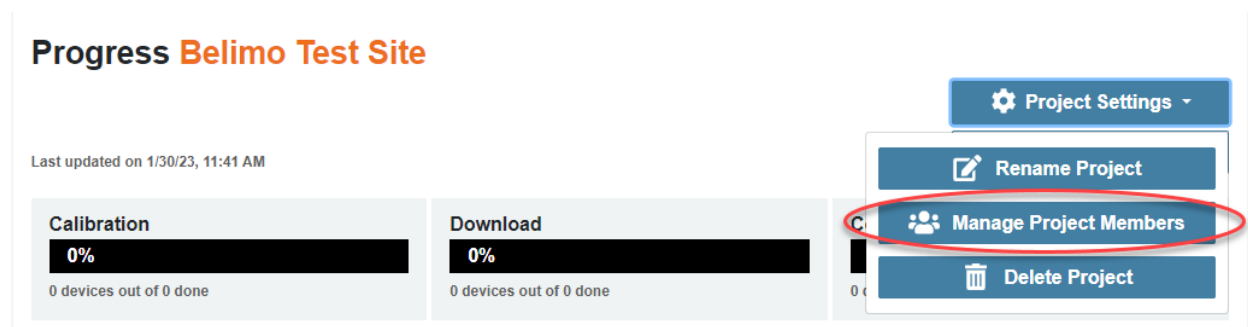 Progress Belimo Test Site
Project Settings
Last updated on 1/30/23, 11:41 AM
Rename Project
Manage Project Members
Delete Project
Calibration
0%
0 devices out of 0 done
Download
0%
0 devices out of 0 done
C
0